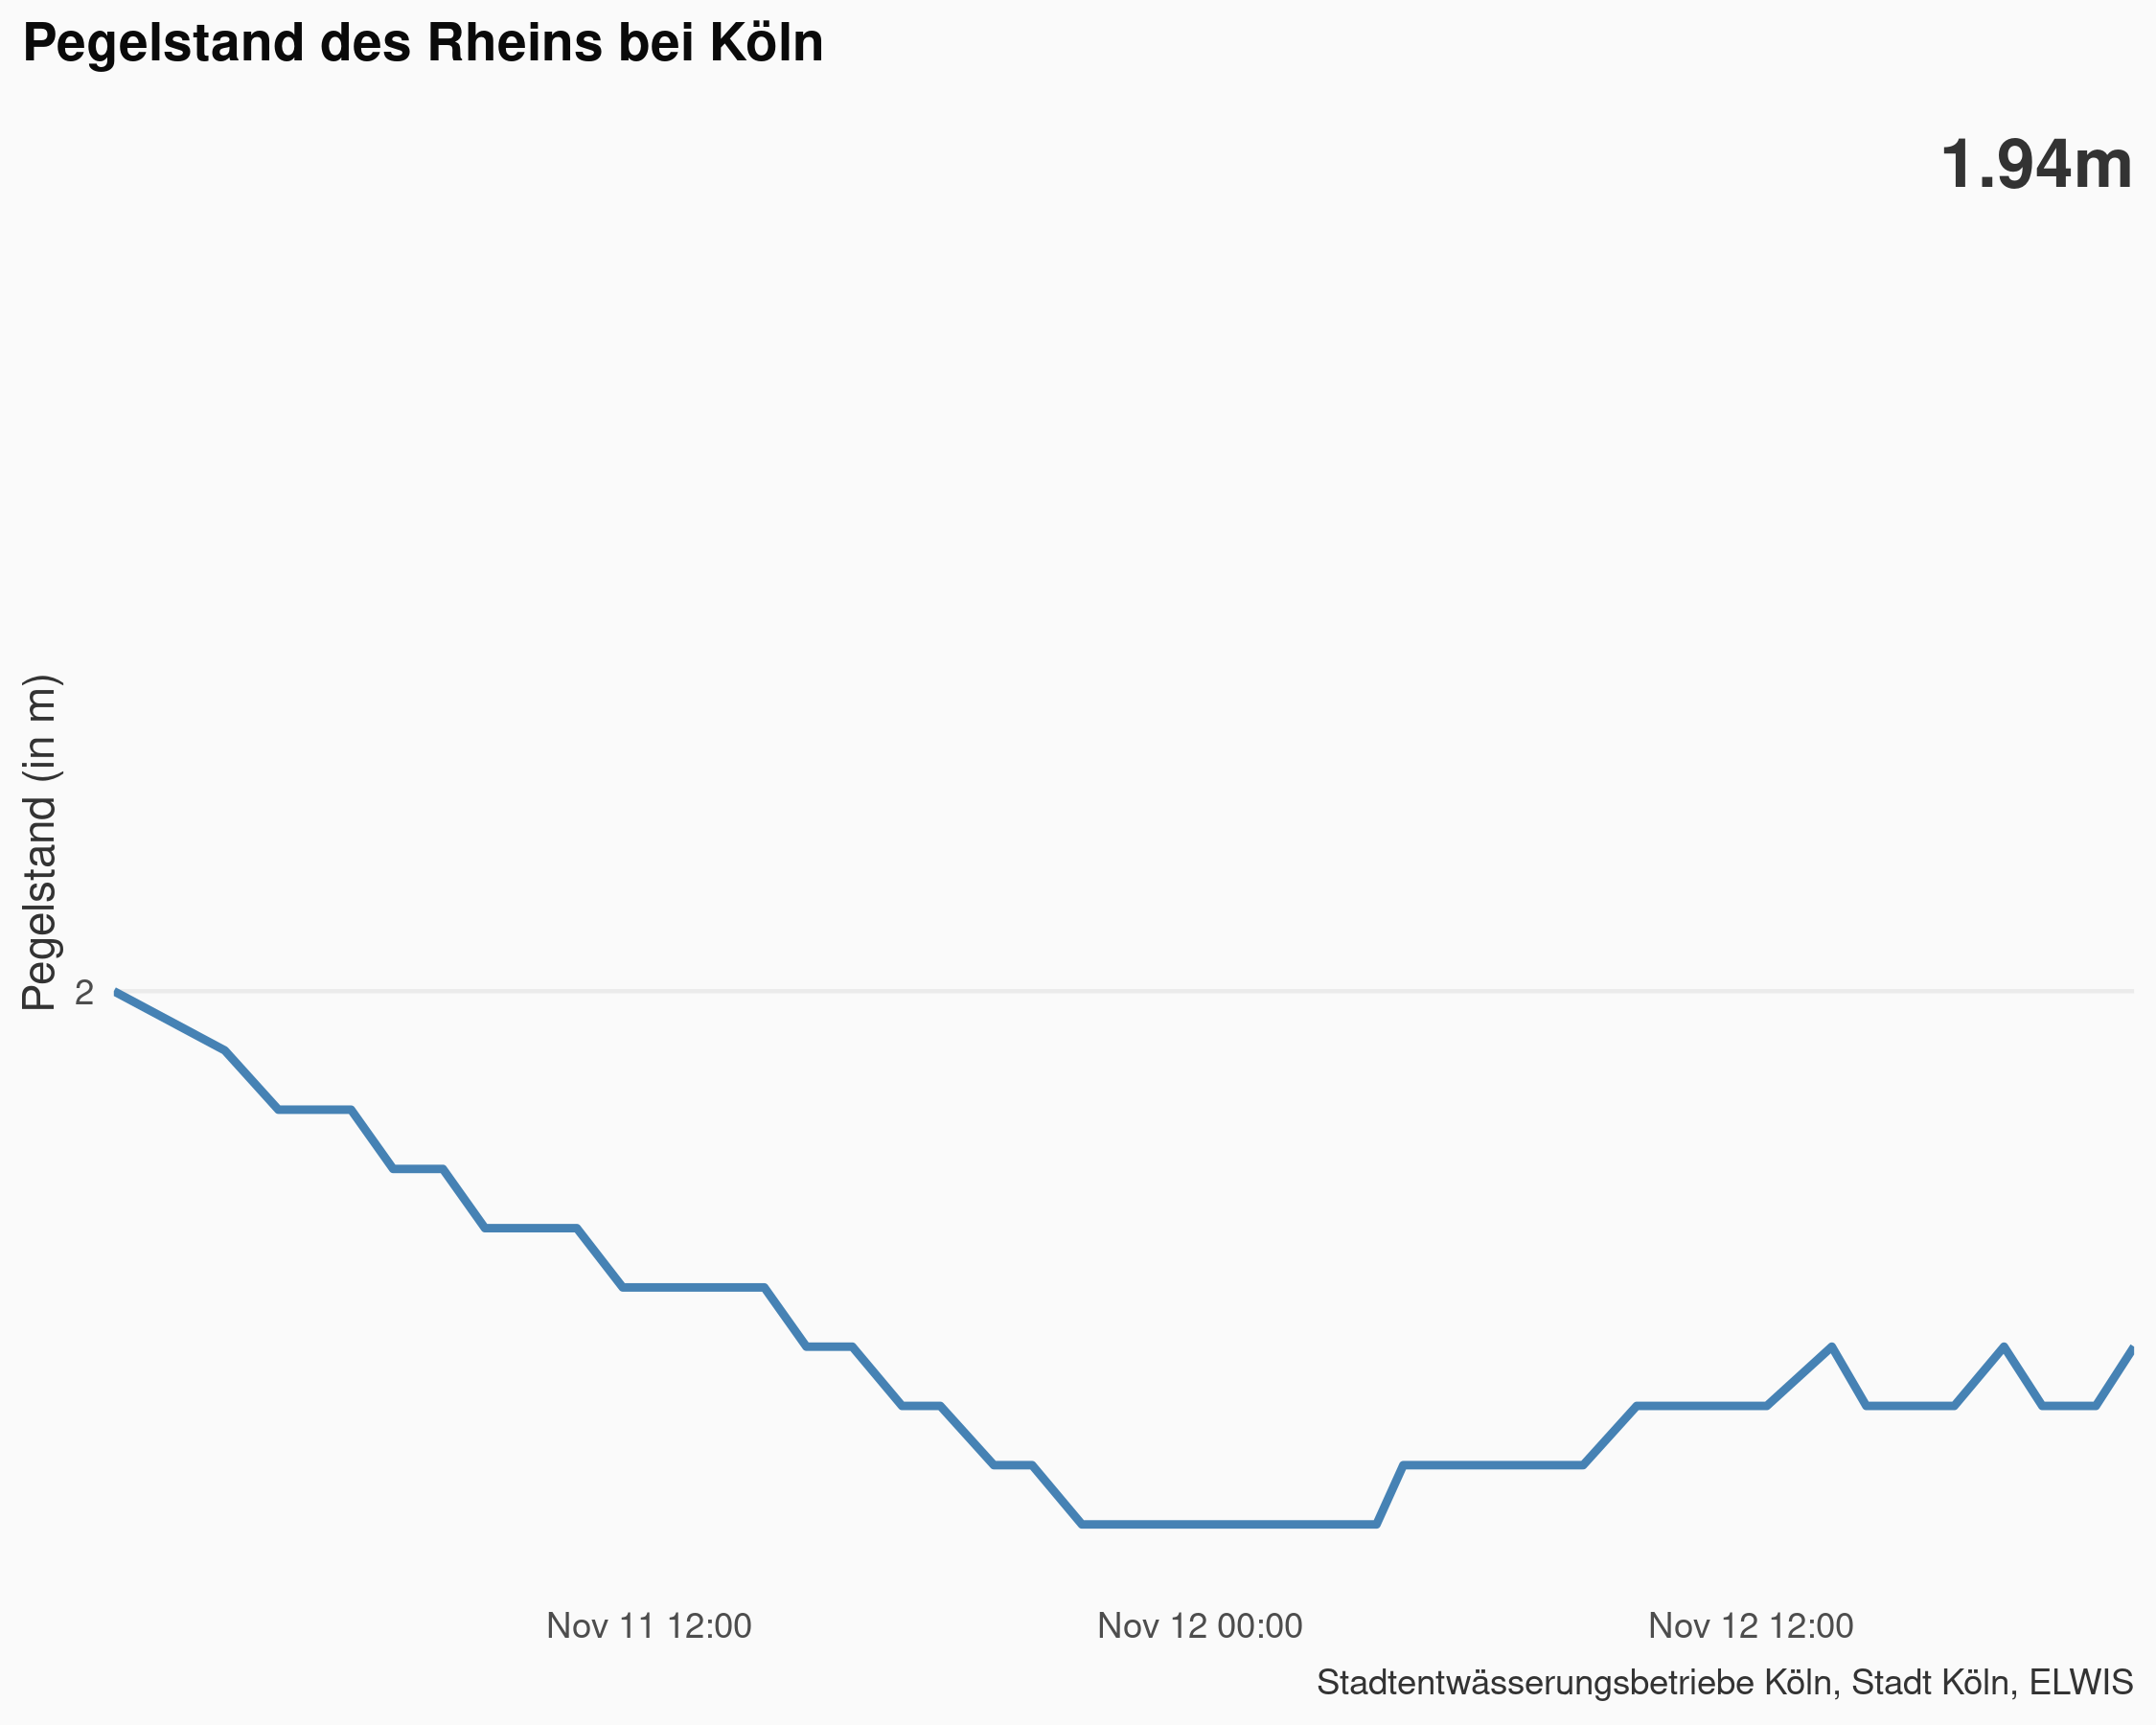 Pegelstand des Rheins bei Köln
1.94m
Pegelstand (in m)
2
Nov 11 12:00
Nov 12 00:00
Nov 12 12:00
Stadtentwässerungsbetriebe Köln, Stadt Köln, ELWIS